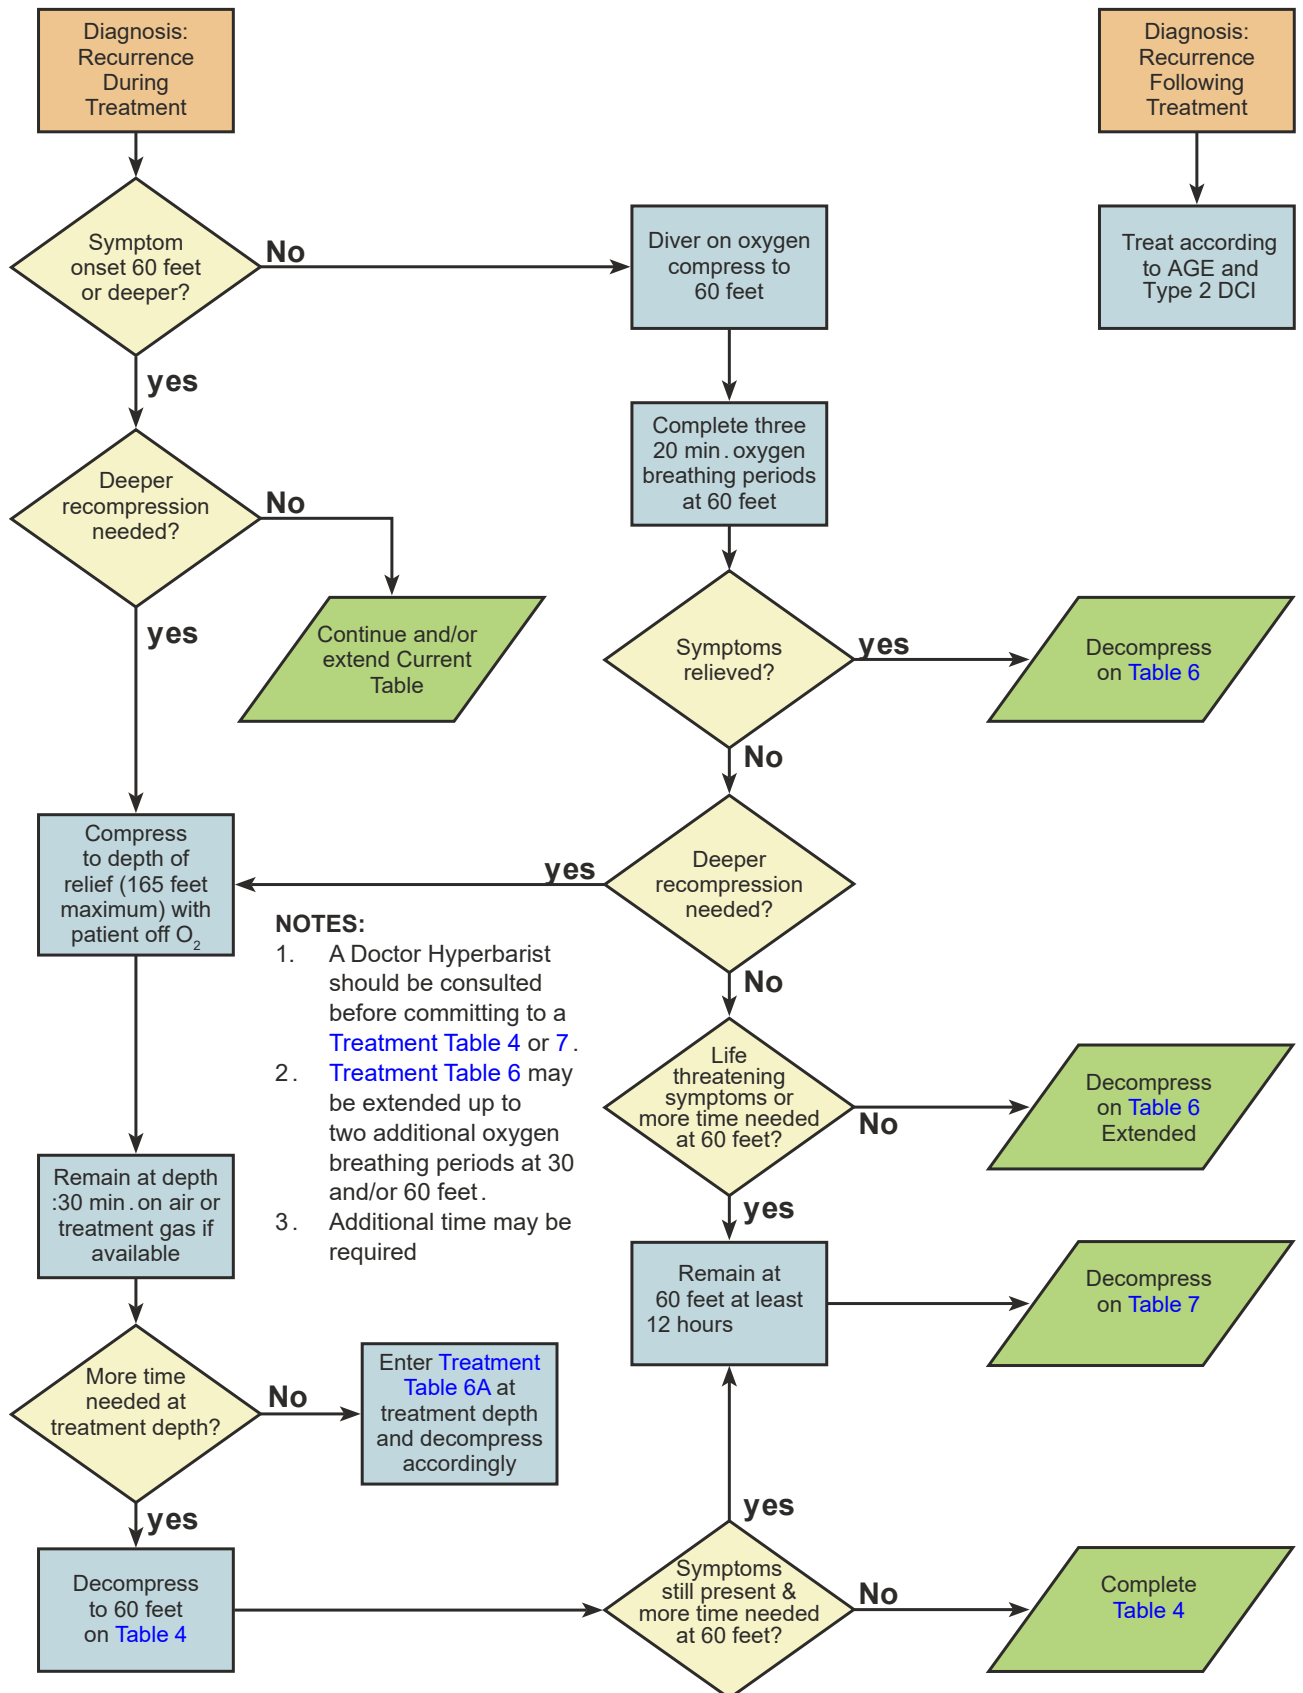 Diagnosis:
Recurrence
During
Treatment
Diagnosis:
Recurrence
Following
Treatment
Symptom
onset 60 feet
or deeper?
No
yes
Diver on oxygen
compress to
60 feet
Treat according
to AGE and
Type 2 DCI
Complete three
20 min. oxygen
breathing periods
at 60 feet
Deeper
recompression
needed?
No
yes
Continue and/or
extend Current
Table
Symptoms
relieved?
yes
No
Decompress
on Table 6
Compress
to depth of
relief (165 feet
maximum) with
patient off O2
Deeper
recompression
needed?
yes
No
NOTES:
1. A Doctor Hyperbarist
should be consulted
before committing to a
Treatment Table 4 or 7.
2. Treatment Table 6 may
be extended up to
two additional oxygen
breathing periods at 30
and/or 60 feet.
3. Additional time may be
required
Life
threatening
symptoms or
more time needed
at 60 feet?
No
yes
Decompress
on Table 6
Extended
Remain at depth
:30 min. on air or
treatment gas if
available
Remain at
60 feet at least
12 hours
Decompress
on Table 7
More time
needed at
treatment depth?
No
yes
Enter Treatment
Table 6A at
treatment depth
and decompress
accordingly
Decompress
to 60 feet
on Table 4
yes
Symptoms
still present &
more time needed
at 60 feet?
No
Complete
Table 4